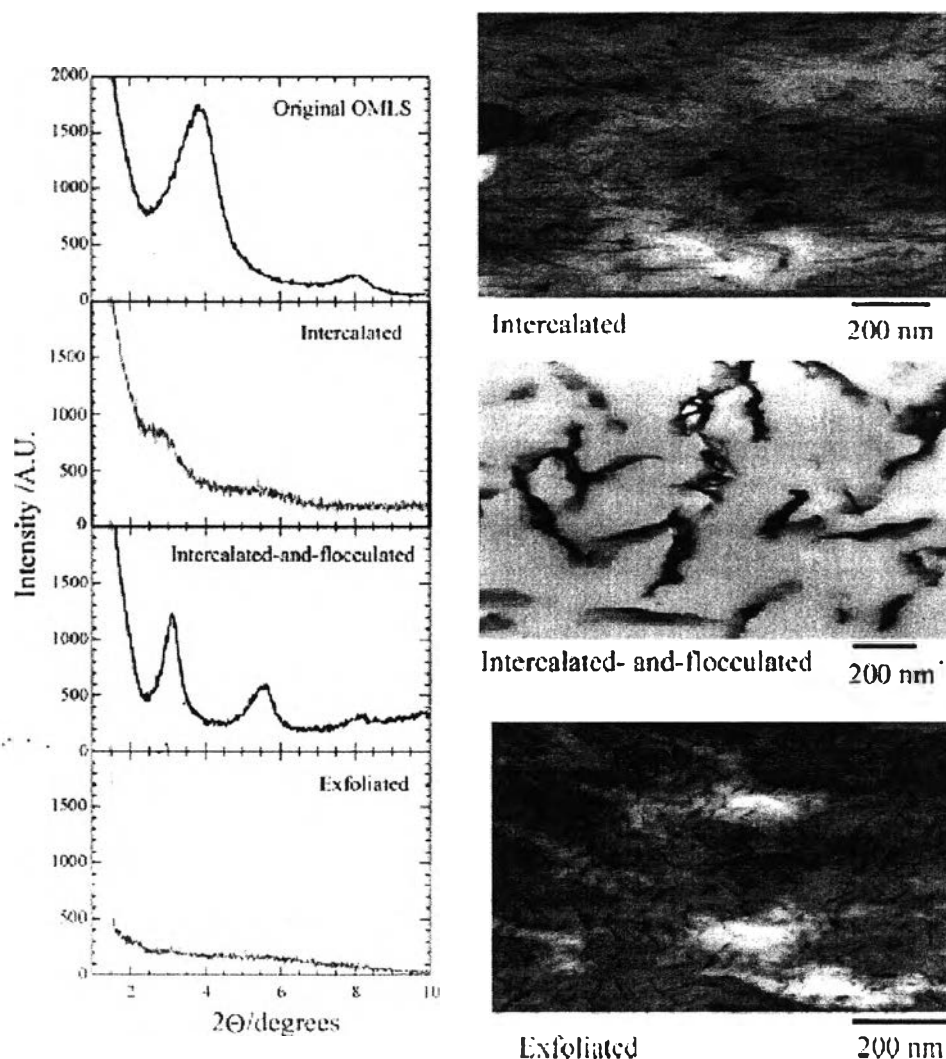 2000
Original OMLS
1500
1000
500
0
Intercalated
1500
1000
500
0
Intercalated-and-flocculated
1500
1000
500
0
Exfoliated
1500
1000
500
0
2 4 6 8 10
2Θ/degrees
Intensity /A.U.
Intercalated
200 nm
Intercalated- and-flocculated
200 nm
Exfoliated
200 nm